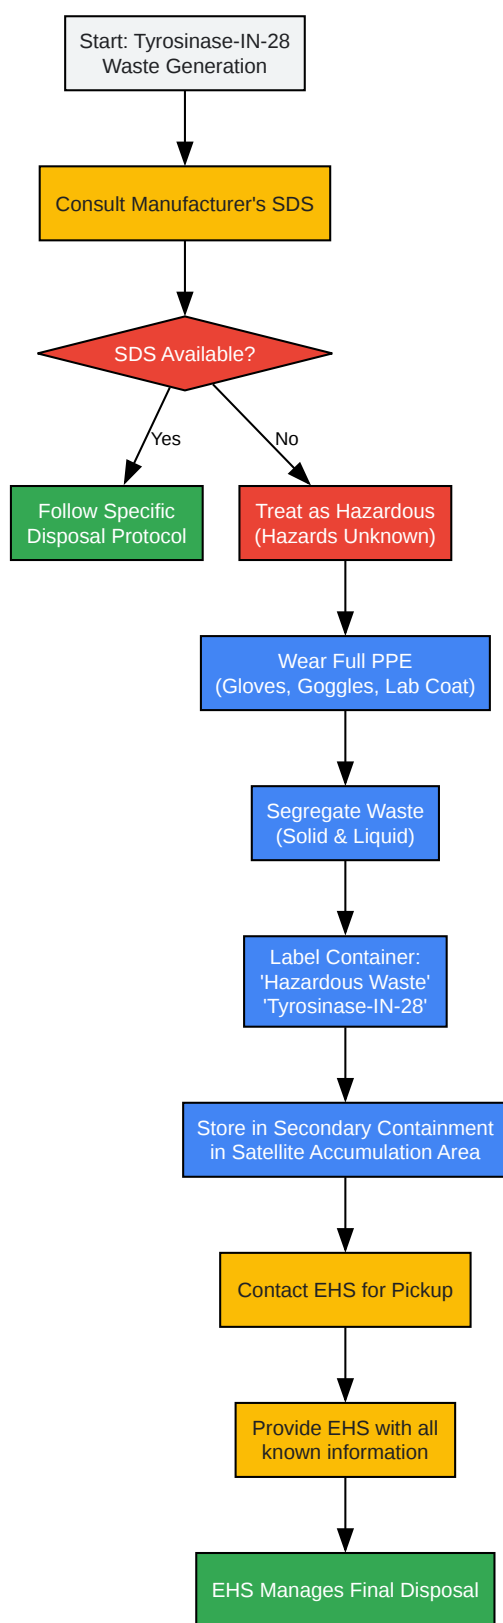 Start: Tyrosinase-IN-28
Waste Generation
Consult Manufacturer's SDS
SDS Available?
Yes
No
Follow Specific
Disposal Protocol
Treat as Hazardous
(Hazards Unknown)
Wear Full PPE
(Gloves, Goggles, Lab Coat)
Segregate Waste
(Solid & Liquid)
Label Container:
'Hazardous Waste'
'Tyrosinase-IN-28'
Store in Secondary Containment
in Satellite Accumulation Area
Contact EHS for Pickup
Provide EHS with all
known information
EHS Manages Final Disposal